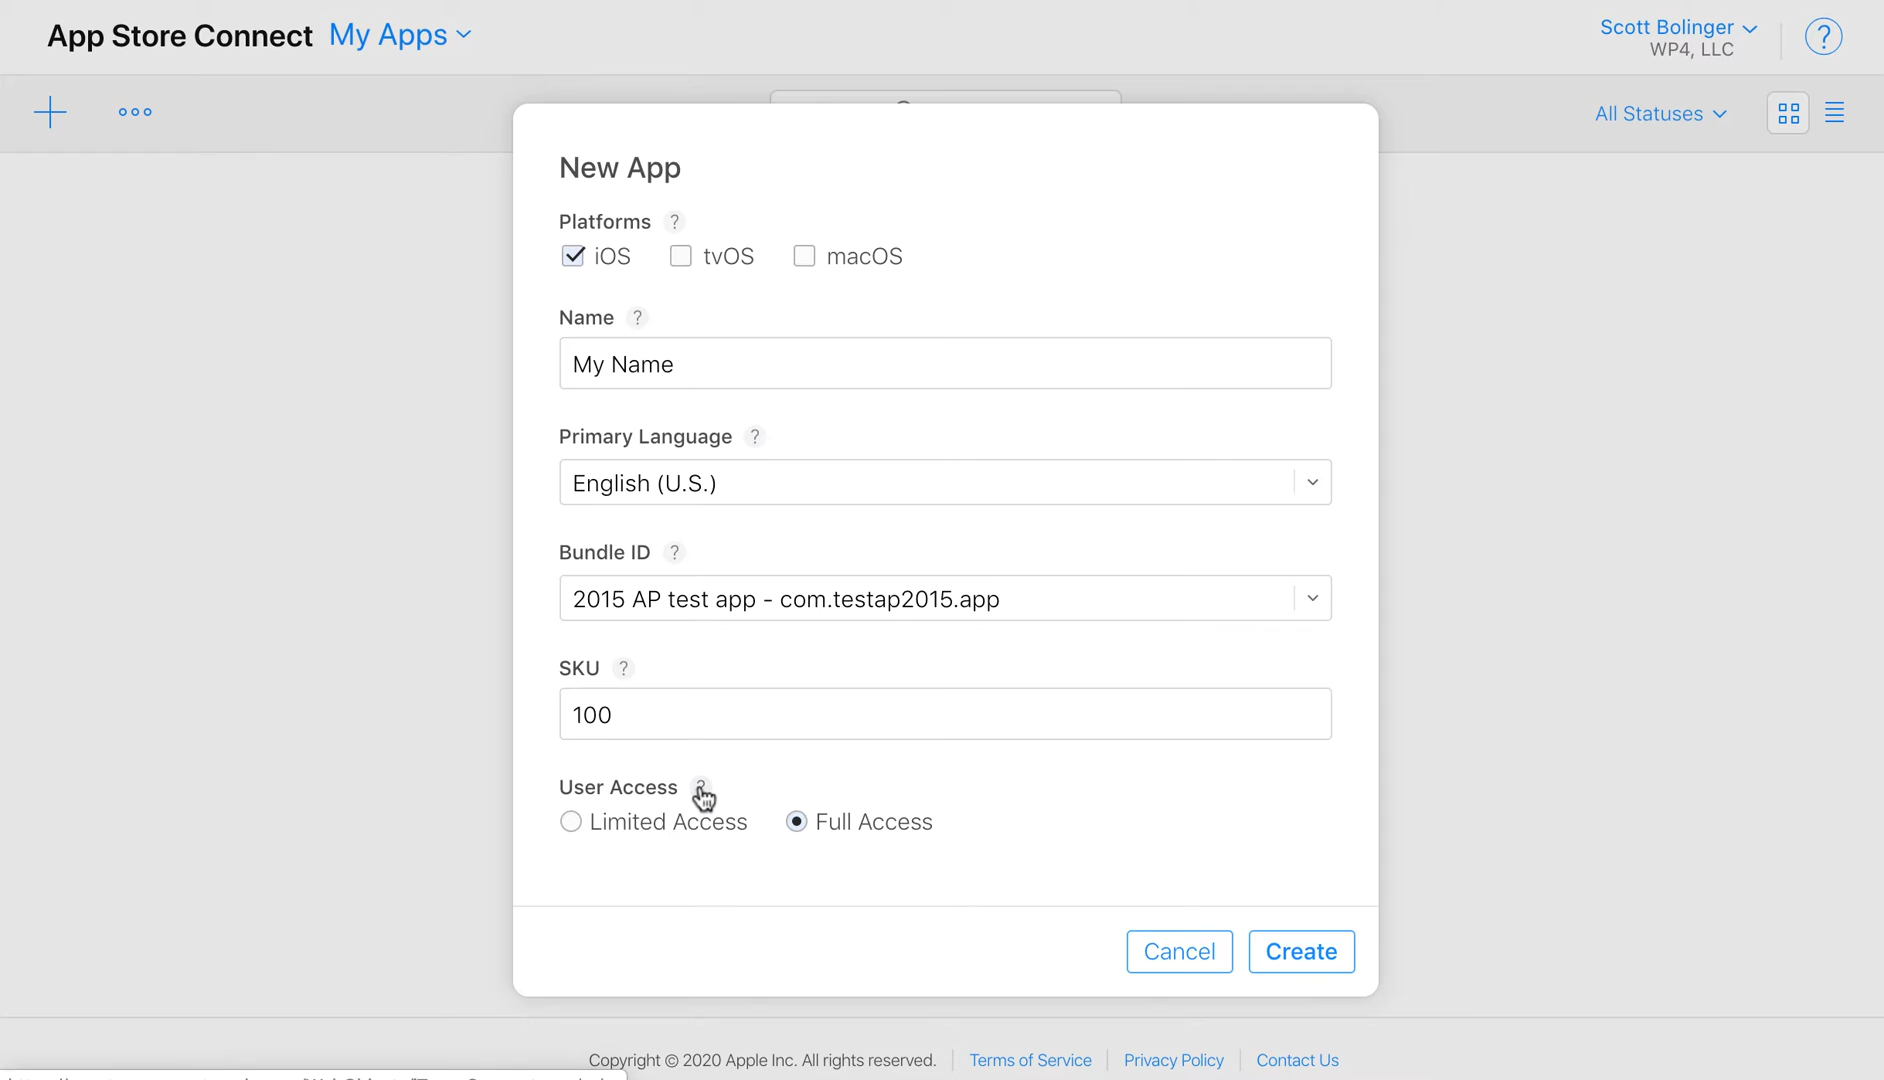 App Store Connect My Apps
Scott Bolinger
WP4, LLC
?
All Statuses
New App
Platforms ?
iOS tvOS macOS
Name ?
My Name
Primary Language ?
English (U.S.)
Bundle ID ?
2015 AP test app - com.testap2015.app
SKU ?
100
User Access ?
Limited Access Full Access
Cancel Create
Copyright © 2020 Apple Inc. All rights reserved. Terms of Service Privacy Policy Contact Us